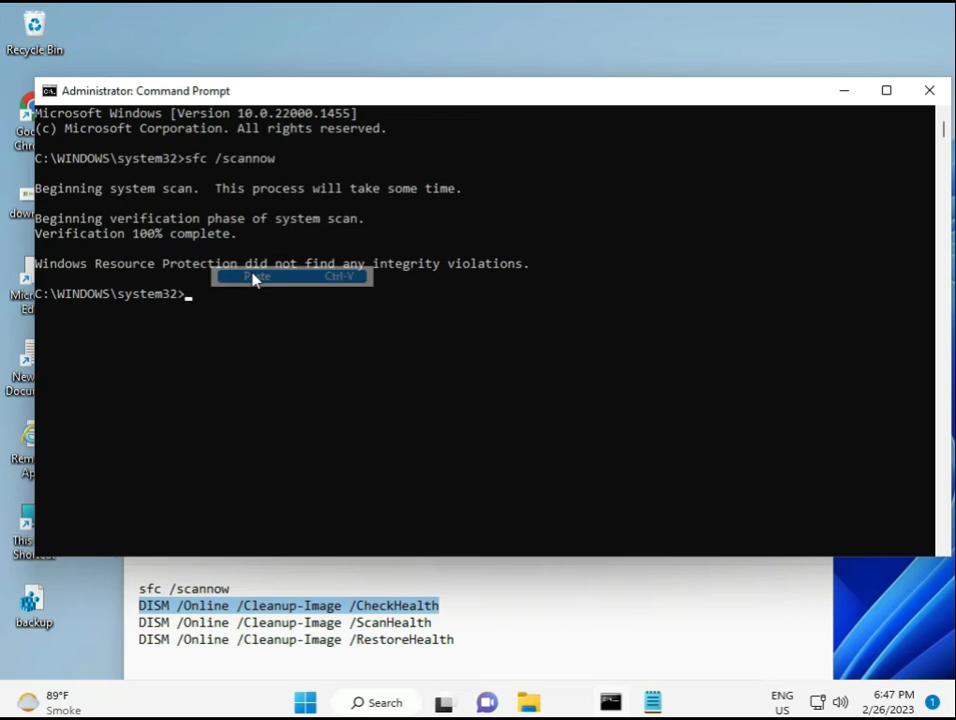 Recycle Bin
Administrator: Command Prompt
Microsoft Windows [Version 10.0.22000.1455]
(c) Microsoft Corporation. All rights reserved.
C:\WINDOWS\system32>sfc /scannow
Beginning system scan.  This process will take some time.
Beginning verification phase of system scan.
Verification 100% complete.
Windows Resource Protection did not find any integrity violations.
Paste Ctrl-V
C:\WINDOWS\system32>
sfc /scannow
DISM /Online /Cleanup-Image /CheckHealth
DISM /Online /Cleanup-Image /ScanHealth
DISM /Online /Cleanup-Image /RestoreHealth
backup
89°F
Smoke
Search
ENG
US
6:47 PM
2/26/2023
1